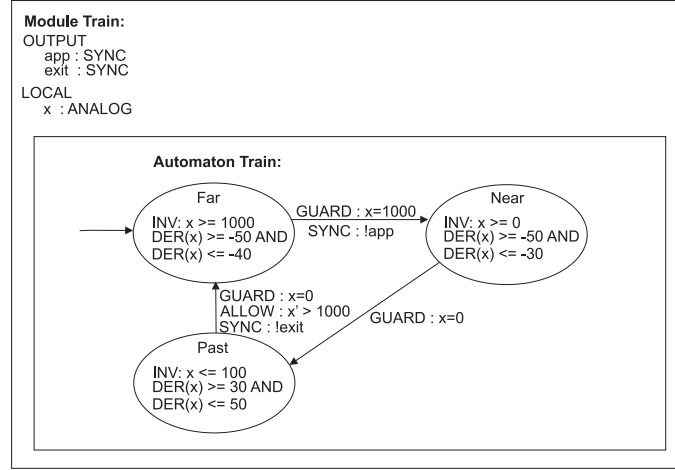 Module Train:
OUTPUT
app : SYNC
exit : SYNC
LOCAL
x : ANALOG
Automaton Train:
Far
INV: x >= 1000
DER(x) >= -50 AND
DER(x) <= -40
GUARD : x=1000
SYNC : !app
Near
INV: x >= 0
DER(x) >= -50 AND
DER(x) <= -30
GUARD : x=0
ALLOW : x' > 1000
SYNC : !exit
GUARD : x=0
Past
INV: x <= 100
DER(x) >= 30 AND
DER(x) <= 50